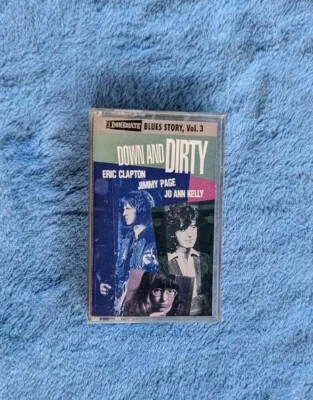 IMMEDIATE BLUES STORY, Vol. 3
DOWN AND DIRTY
ERIC CLAPTON
JIMMY PAGE
JO ANN KELLY